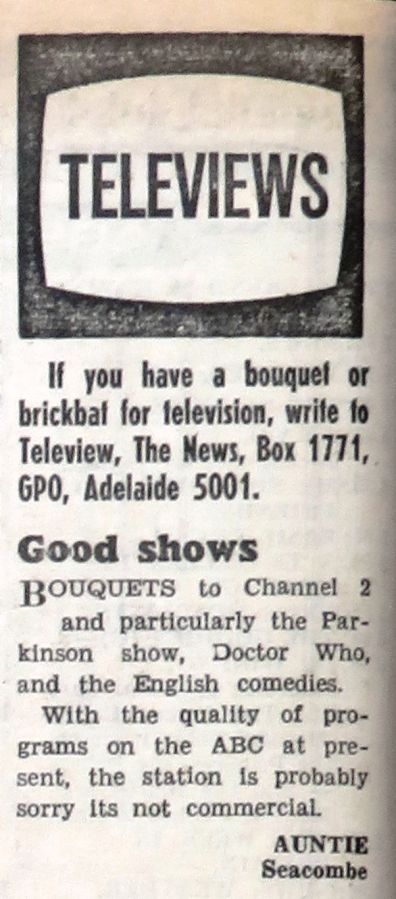 TELEVIEWS
If you have a bouquet or
brickbat for television, write to
Teleview, The News, Box 1771,
GPO, Adelaide 5001.
Good shows
BOUQUETS to Channel 2
and particularly the Par-
kinson show, Doctor Who,
and the English comedies.
With the quality of pro-
grams on the ABC at pre-
sent, the station is probably
sorry its not commercial.
AUNTIE
Seacombe